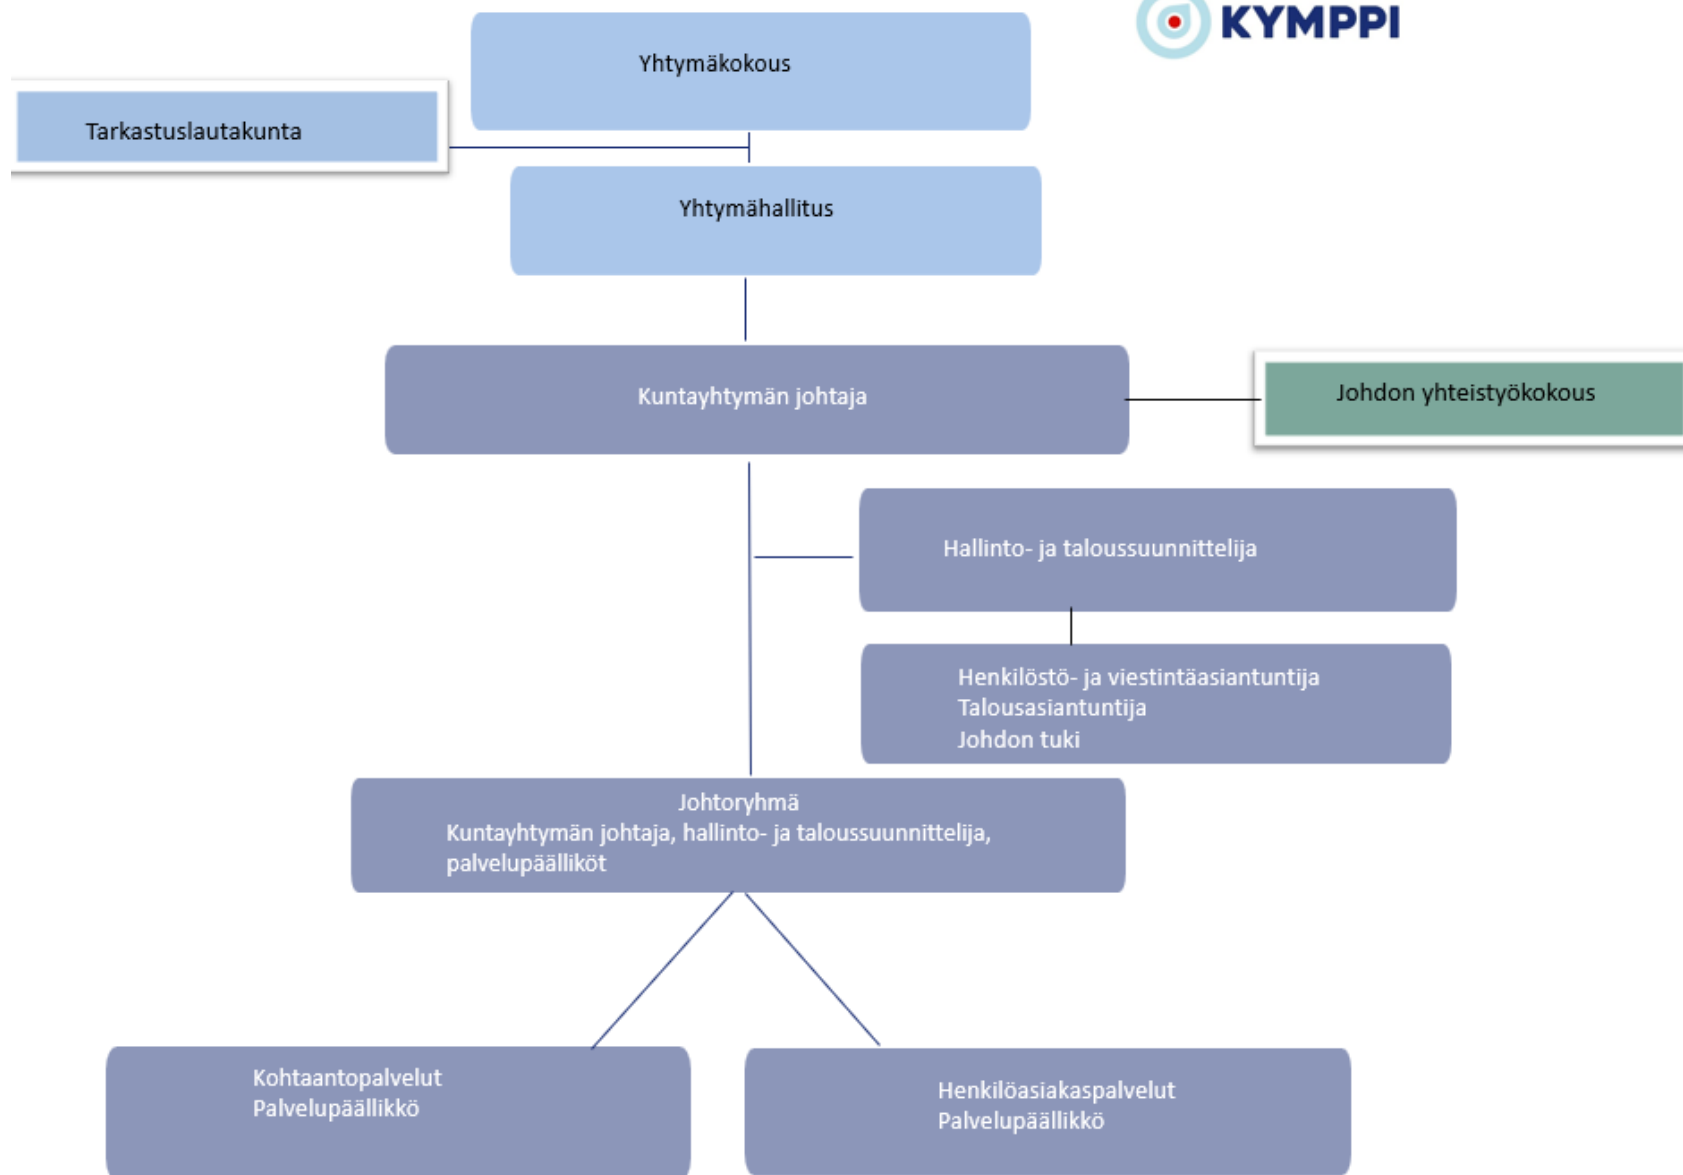 KYMPPI
Yhtymäkokous
Tarkastuslautakunta
Yhtymähallitus
Kuntayhtymän johtaja
Johdon yhteistyökokous
Hallinto- ja taloussuunnittelija
Henkilöstö- ja viestintäasiantuntija
Talousasiantuntija
Johdon tuki
Johtoryhmä
Kuntayhtymän johtaja, hallinto- ja taloussuunnittelija,
palvelupäälliköt
Kohtaantopalvelut
Palvelupäällikkö
Henkilöasiakaspalvelut
Palvelupäällikkö